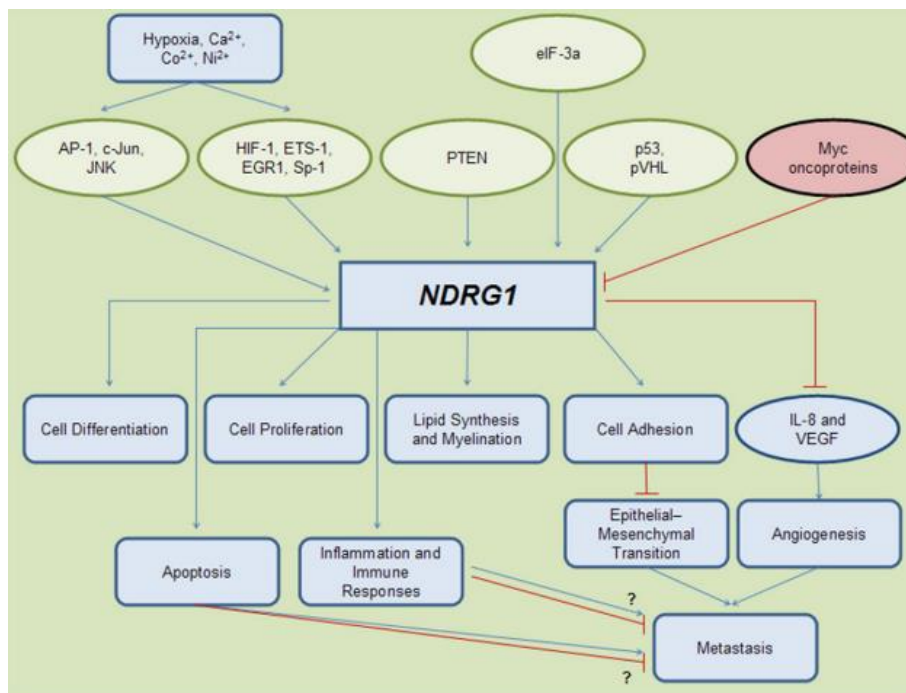 Hypoxia, Ca²⁺,
Co²⁺, Ni²⁺
eIF-3a
AP-1, c-Jun,
JNK
HIF-1, ETS-1,
EGR1, Sp-1
PTEN
p53,
pVHL
Myc
oncoproteins
NDRG1
Cell Differentiation
Cell Proliferation
Lipid Synthesis
and Myelination
Cell Adhesion
IL-8 and
VEGF
Apoptosis
Inflammation and
Immune
Responses
Epithelial–
Mesenchymal
Transition
Angiogenesis
?
Metastasis
?